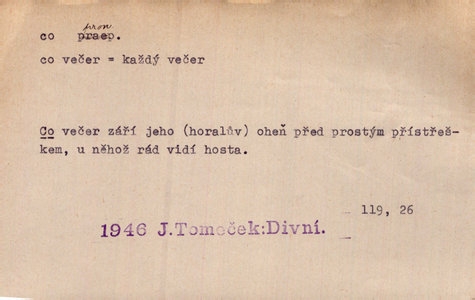 pron
co praep.
co večer = každý večer
Co večer září jeho (horalův) oheň před prostým přístřeš-
kem, u něhož rád vidí hosta.
119, 26
1946 J.Tomeček:Divní.